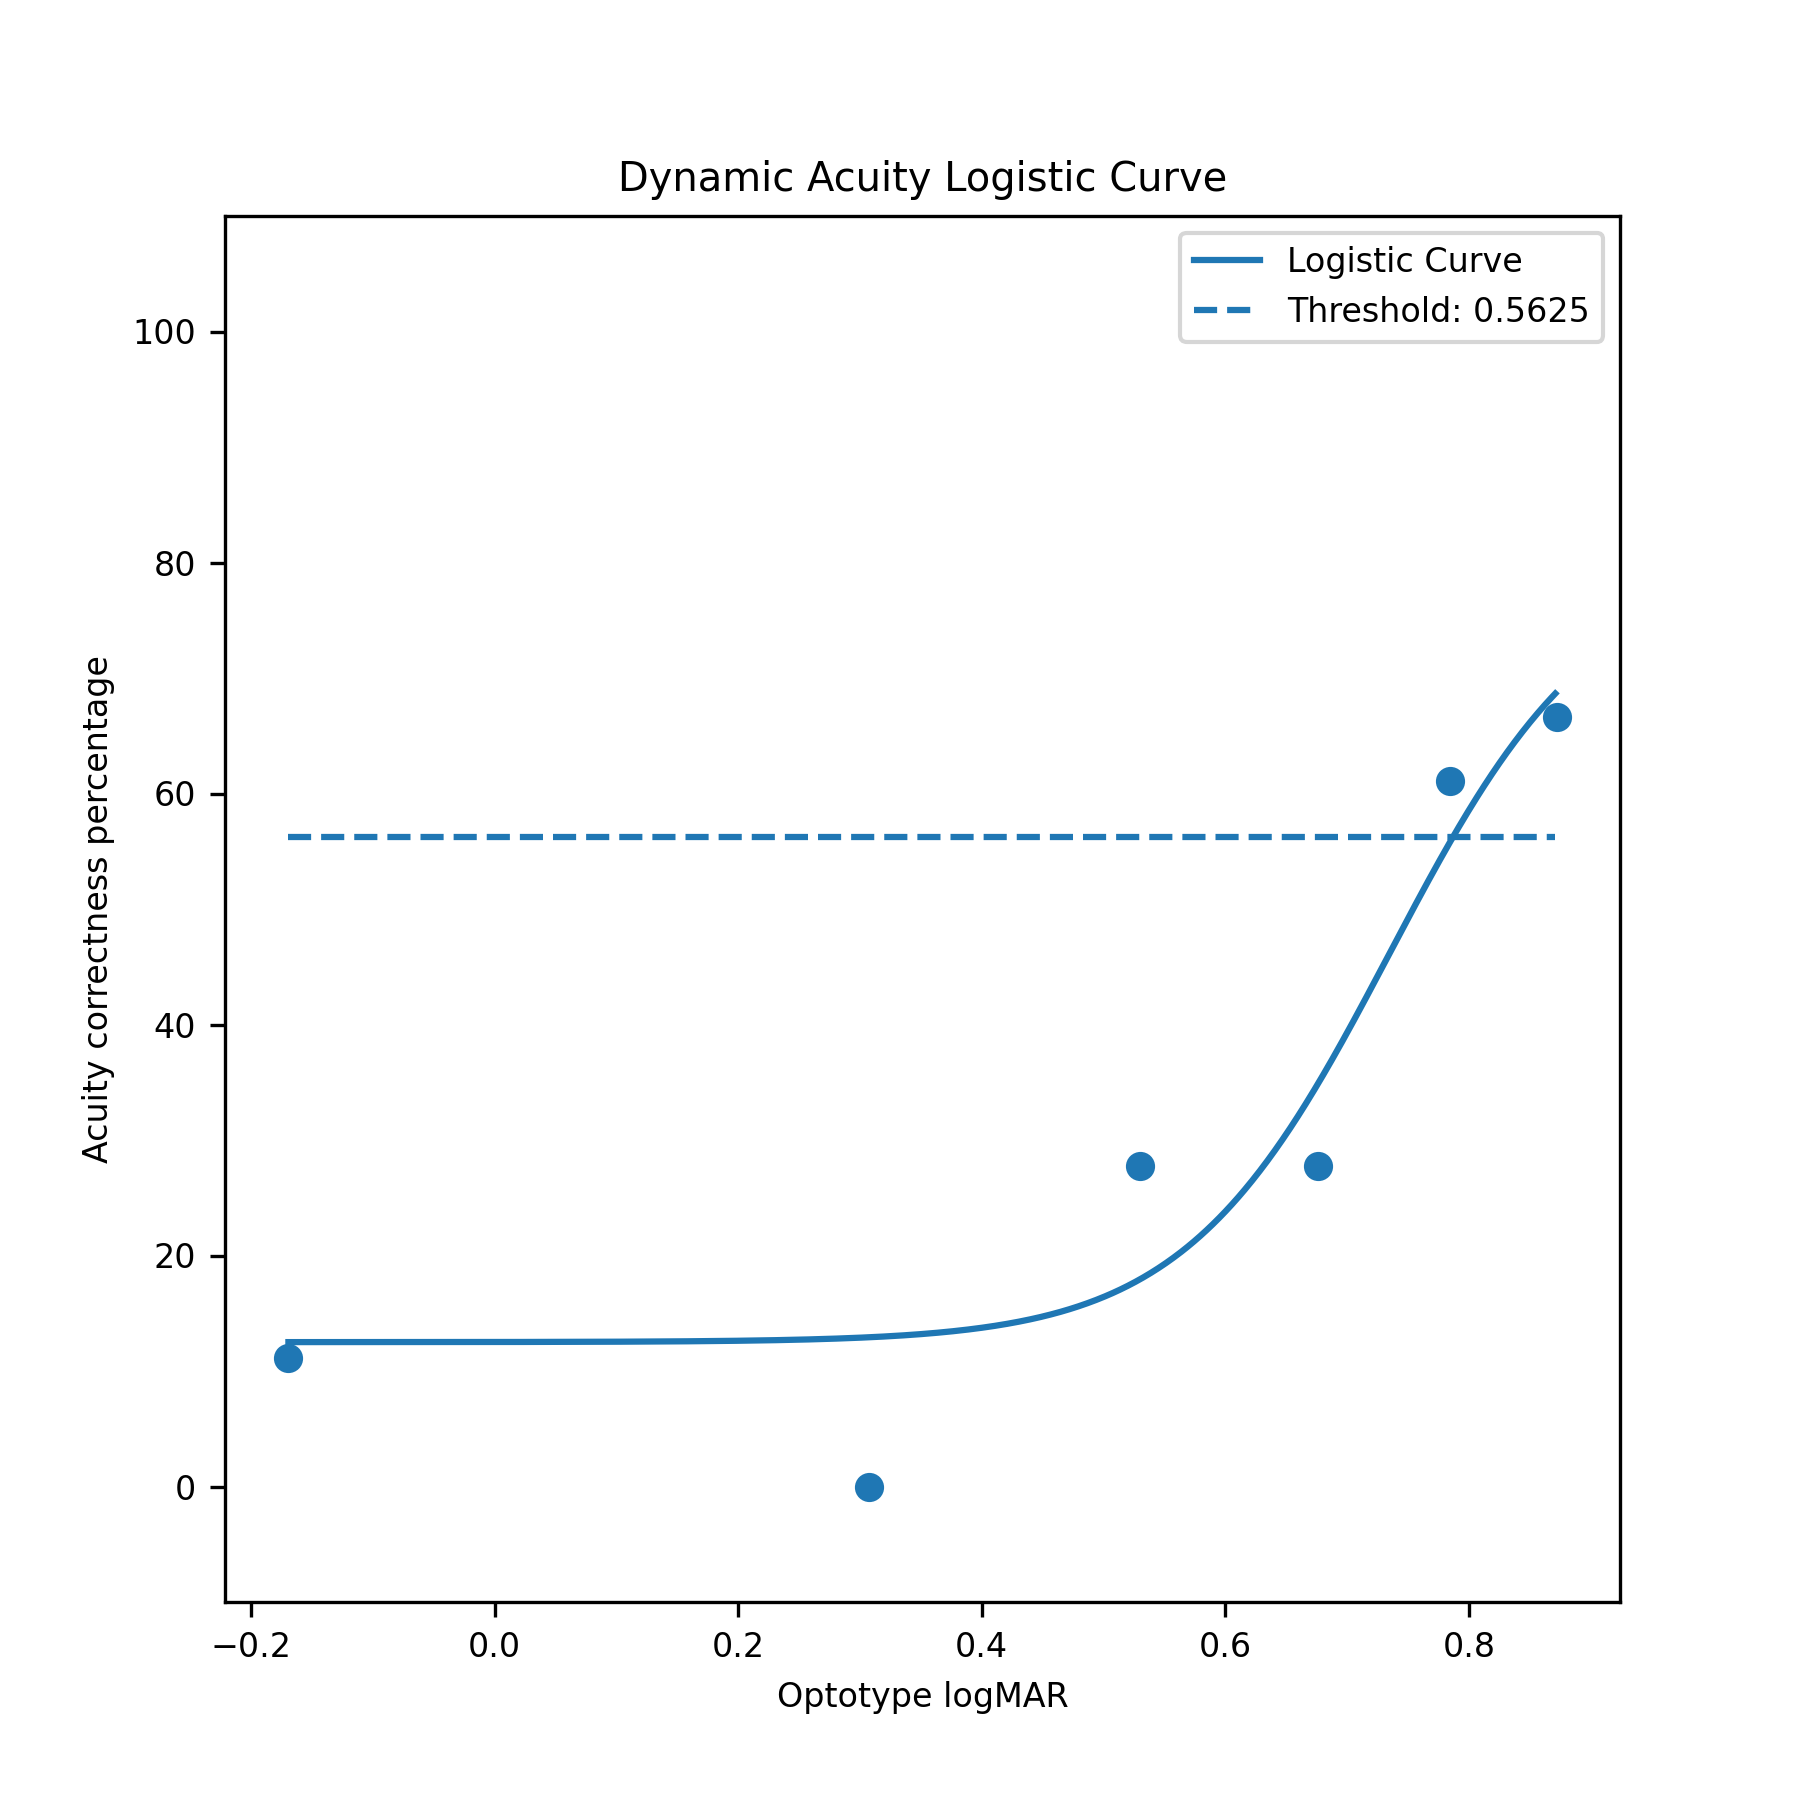 Dynamic Acuity Logistic Curve
Logistic Curve
Threshold: 0.5625
100
80
60
40
20
0
Acuity correctness percentage
−0.2 0.0 0.2 0.4 0.6 0.8
Optotype logMAR